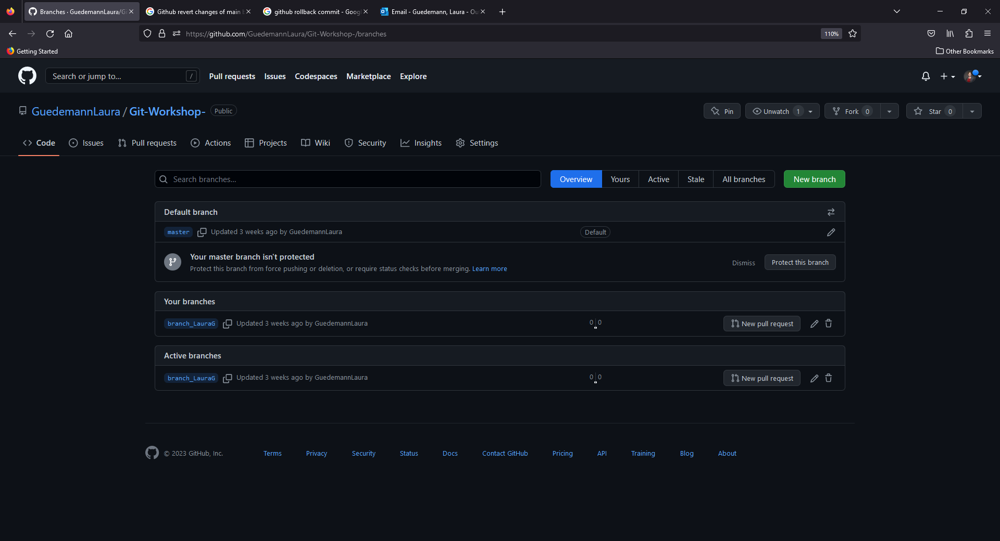 Branches · GuedemannLaura/Gi
Github revert changes of main b
github rollback commit - Goog
Email - Guedemann, Laura - Ou
https://github.com/GuedemannLaura/Git-Workshop-/branches
110%
Getting Started
Other Bookmarks
Search or jump to...
/
Pull requests
Issues
Codespaces
Marketplace
Explore
GuedemannLaura / Git-Workshop-
Public
Pin
Unwatch 1
Fork 0
Star 0
Code
Issues
Pull requests
Actions
Projects
Wiki
Security
Insights
Settings
Search branches...
Overview
Yours
Active
Stale
All branches
New branch
Default branch
master Updated 3 weeks ago by GuedemannLaura
Default
Your master branch isn't protected
Protect this branch from force pushing or deletion, or require status checks before merging. Learn more
Dismiss
Protect this branch
Your branches
branch_LauraG Updated 3 weeks ago by GuedemannLaura
0 | 0
New pull request
Active branches
branch_LauraG Updated 3 weeks ago by GuedemannLaura
0 | 0
New pull request
© 2023 GitHub, Inc.
Terms
Privacy
Security
Status
Docs
Contact GitHub
Pricing
API
Training
Blog
About